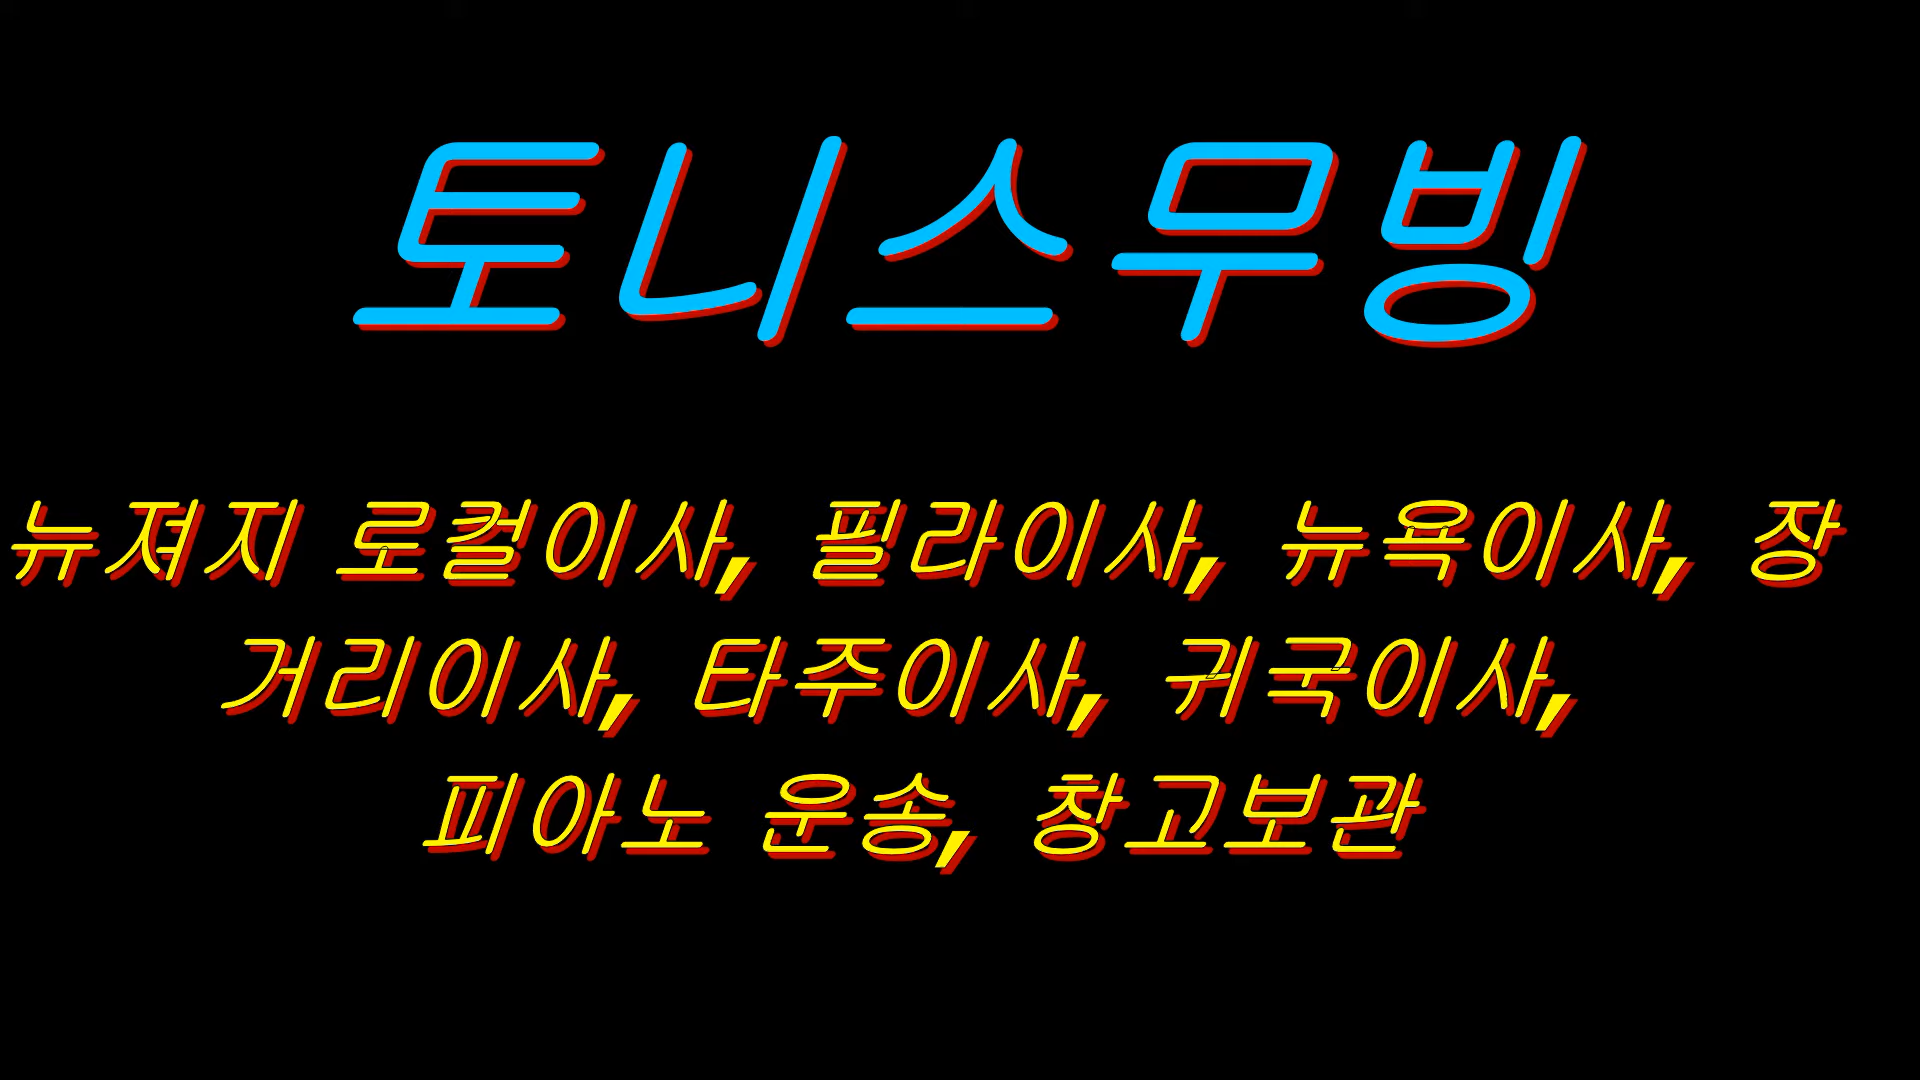 토니스무빙
뉴져지 로컬이사, 필라이사, 뉴욕이사, 장
거리이사, 타주이사, 귀국이사,
피아노 운송, 창고보관